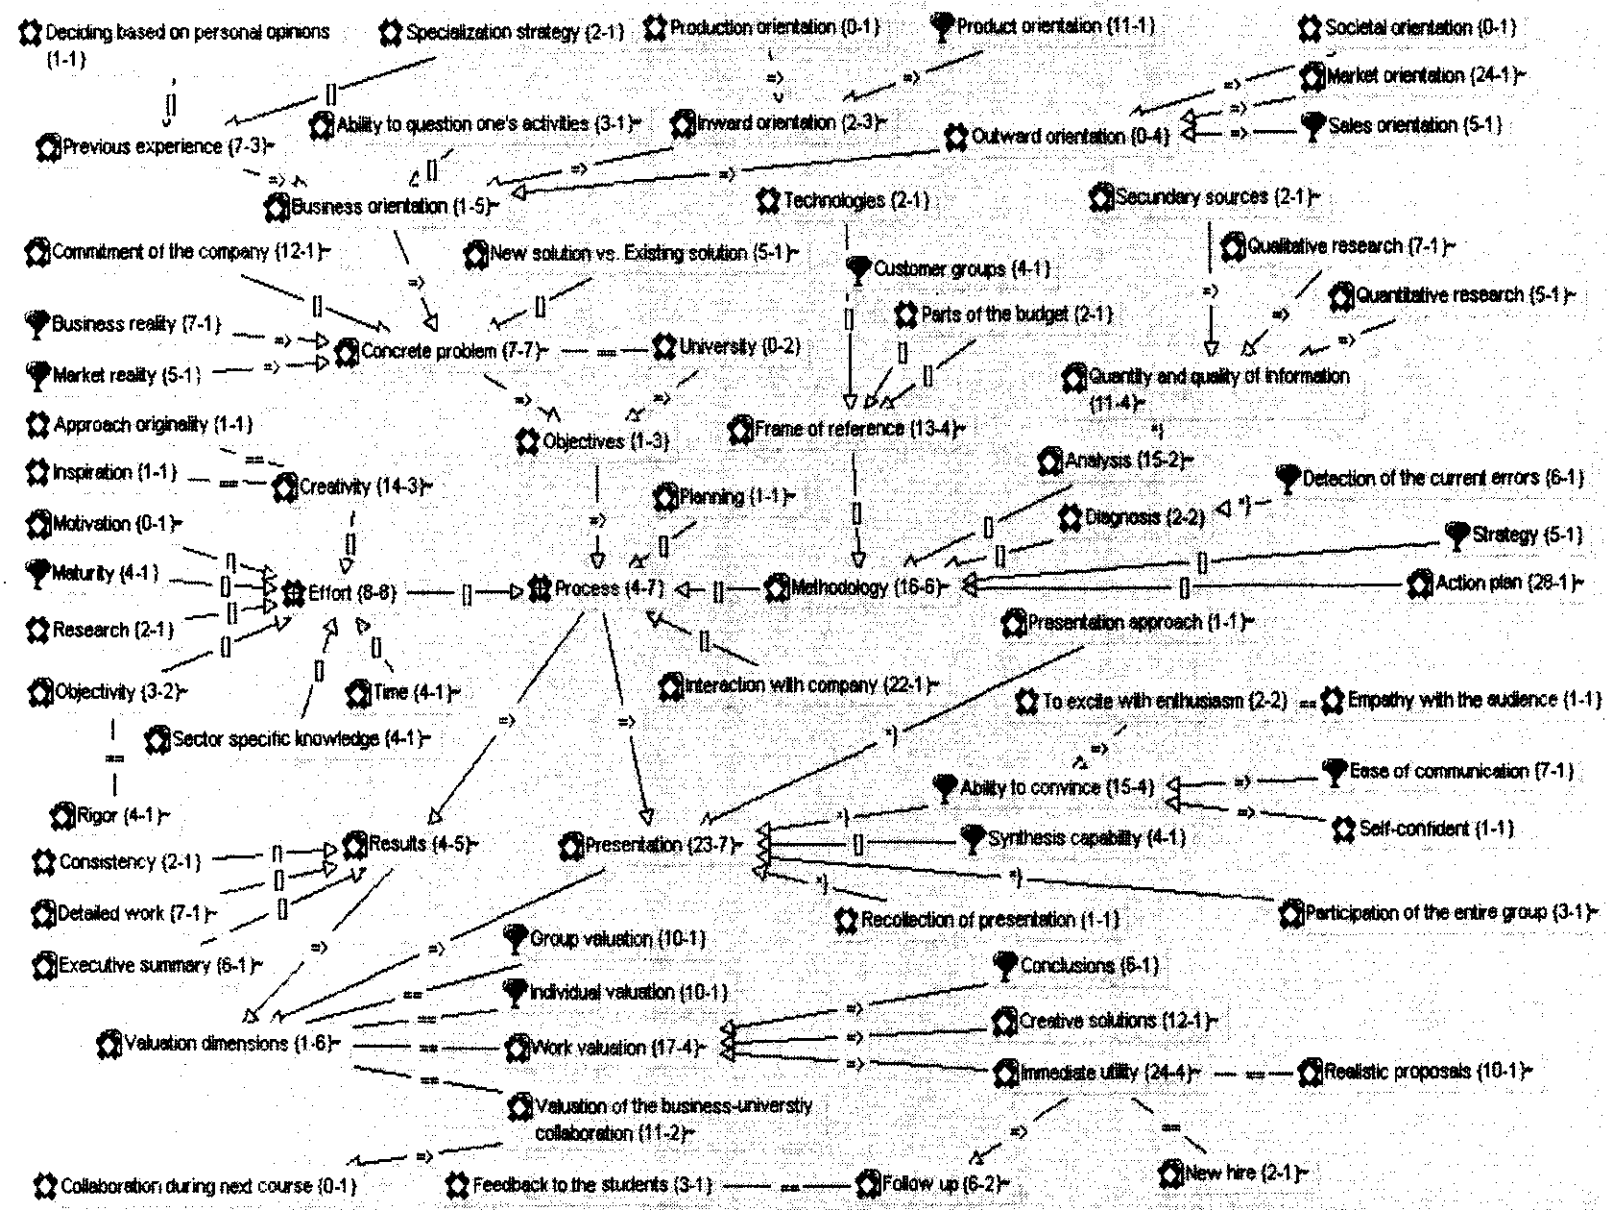 Deciding based on personal opinions
{1-1}
Specialization strategy {2-1}
Production orientation {0-1}
Product orientation {11-1}
Societal orientation {0-1}
Market orientation {24-1}~
Previous experience {7-3}~
Ability to question one's activities {3-1}~
Inward orientation {2-3}~
Outward orientation {0-4}
Sales orientation {5-1}
Business orientation {1-5}~
Technologies {2-1}
Secundary sources {2-1}~
Commitment of the company {12-1}~
New solution vs. Existing solution {5-1}~
Customer groups {4-1}
Qualitative research {7-1}~
Quantitative research {5-1}~
Business reality {7-1}
Parts of the budget {2-1}
Concrete problem {7-7}~
University {0-2}
Market reality {5-1}
Quantity and quality of information
{11-4}~
Approach originality {1-1}
Objectives {1-3}
Frame of reference {13-4}~
Inspiration {1-1}
Creativity {14-3}~
Planning {1-1}~
Analysis {15-2}~
Detection of the current errors {6-1}
Motivation {0-1}~
Diagnosis {2-2}
Strategy {5-1}
Maturity {4-1}
Effort {8-8}
Process {4-7}
Methodology {16-6}~
Action plan {28-1}~
Research {2-1}
Presentation approach {1-1}~
Objectivity {3-2}~
Time {4-1}~
Interaction with company {22-1}~
To excite with enthusiasm {2-2}
==
Empathy with the audience {1-1}
Sector specific knowledge {4-1}~
Rigor {4-1}~
Ability to convince {15-4}
Ease of communication {7-1}
Consistency {2-1}
Results {4-5}~
Presentation {23-7}~
Synthesis capability {4-1}
Self-confident {1-1}
Detailed work {7-1}~
Recollection of presentation {1-1}
Participation of the entire group {3-1}~
Executive summary {6-1}~
Group valuation {10-1}
Conclusions {6-1}
Individual valuation {10-1}
Valuation dimensions {1-6}~
Work valuation {17-4}~
Creative solutions {12-1}~
Immediate utility {24-4}~
==
Realistic proposals {10-1}~
Valuation of the business-universtiy
collaboration {11-2}~
Collaboration during next course {0-1}
Feedback to the students {3-1}
==
Follow up {6-2}~
New hire {2-1}~